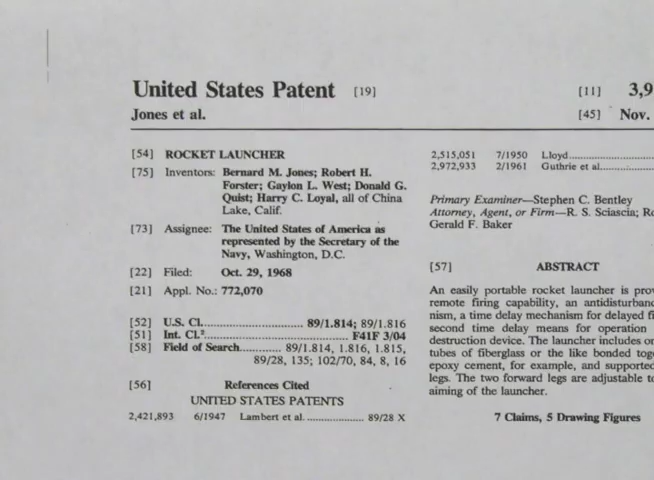 United States Patent [19]
[11] 3,9
Jones et al.
[45] Nov.
[54] ROCKET LAUNCHER
[75] Inventors: Bernard M. Jones; Robert H.
Forster; Gaylon L. West; Donald G.
Quist; Harry C. Loyal, all of China
Lake, Calif.
[73] Assignee: The United States of America as
represented by the Secretary of the
Navy, Washington, D.C.
[22] Filed: Oct. 29, 1968
[21] Appl. No.: 772,070
[52] U.S. Cl. .............................. 89/1.814; 89/1.816
[51] Int. Cl.² ........................................... F41F 3/04
[58] Field of Search ............ 89/1.814, 1.816, 1.815,
89/28, 135; 102/70, 84, 8, 16
[56] References Cited
UNITED STATES PATENTS
2,421,893 6/1947 Lambert et al. .................... 89/28 X
2,515,051 7/1950 Lloyd
2,972,933 2/1961 Guthrie et al.
Primary Examiner—Stephen C. Bentley
Attorney, Agent, or Firm—R. S. Sciascia; Ro
Gerald F. Baker
[57] ABSTRACT
An easily portable rocket launcher is prov
remote firing capability, an antidisturbanc
nism, a time delay mechanism for delayed fi
second time delay means for operation
destruction device. The launcher includes or
tubes of fiberglass or the like bonded toge
epoxy cement, for example, and supported
legs. The two forward legs are adjustable to
aiming of the launcher.
7 Claims, 5 Drawing Figures